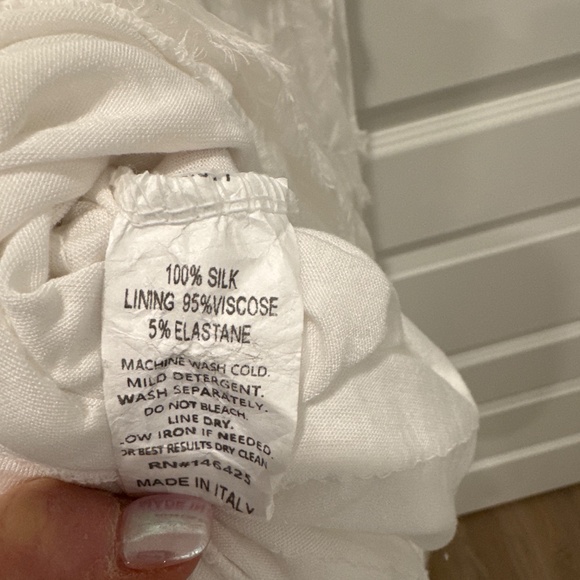 100% SILK
LINING 95%VISCOSE
5% ELASTANE
MACHINE WASH COLD.
MILD DETERGENT.
WASH SEPARATELY.
DO NOT BLEACH.
LINE DRY.
LOW IRON IF NEEDED.
OR BEST RESULTS DRY CLEAN
RN#146425
MADE IN ITALY